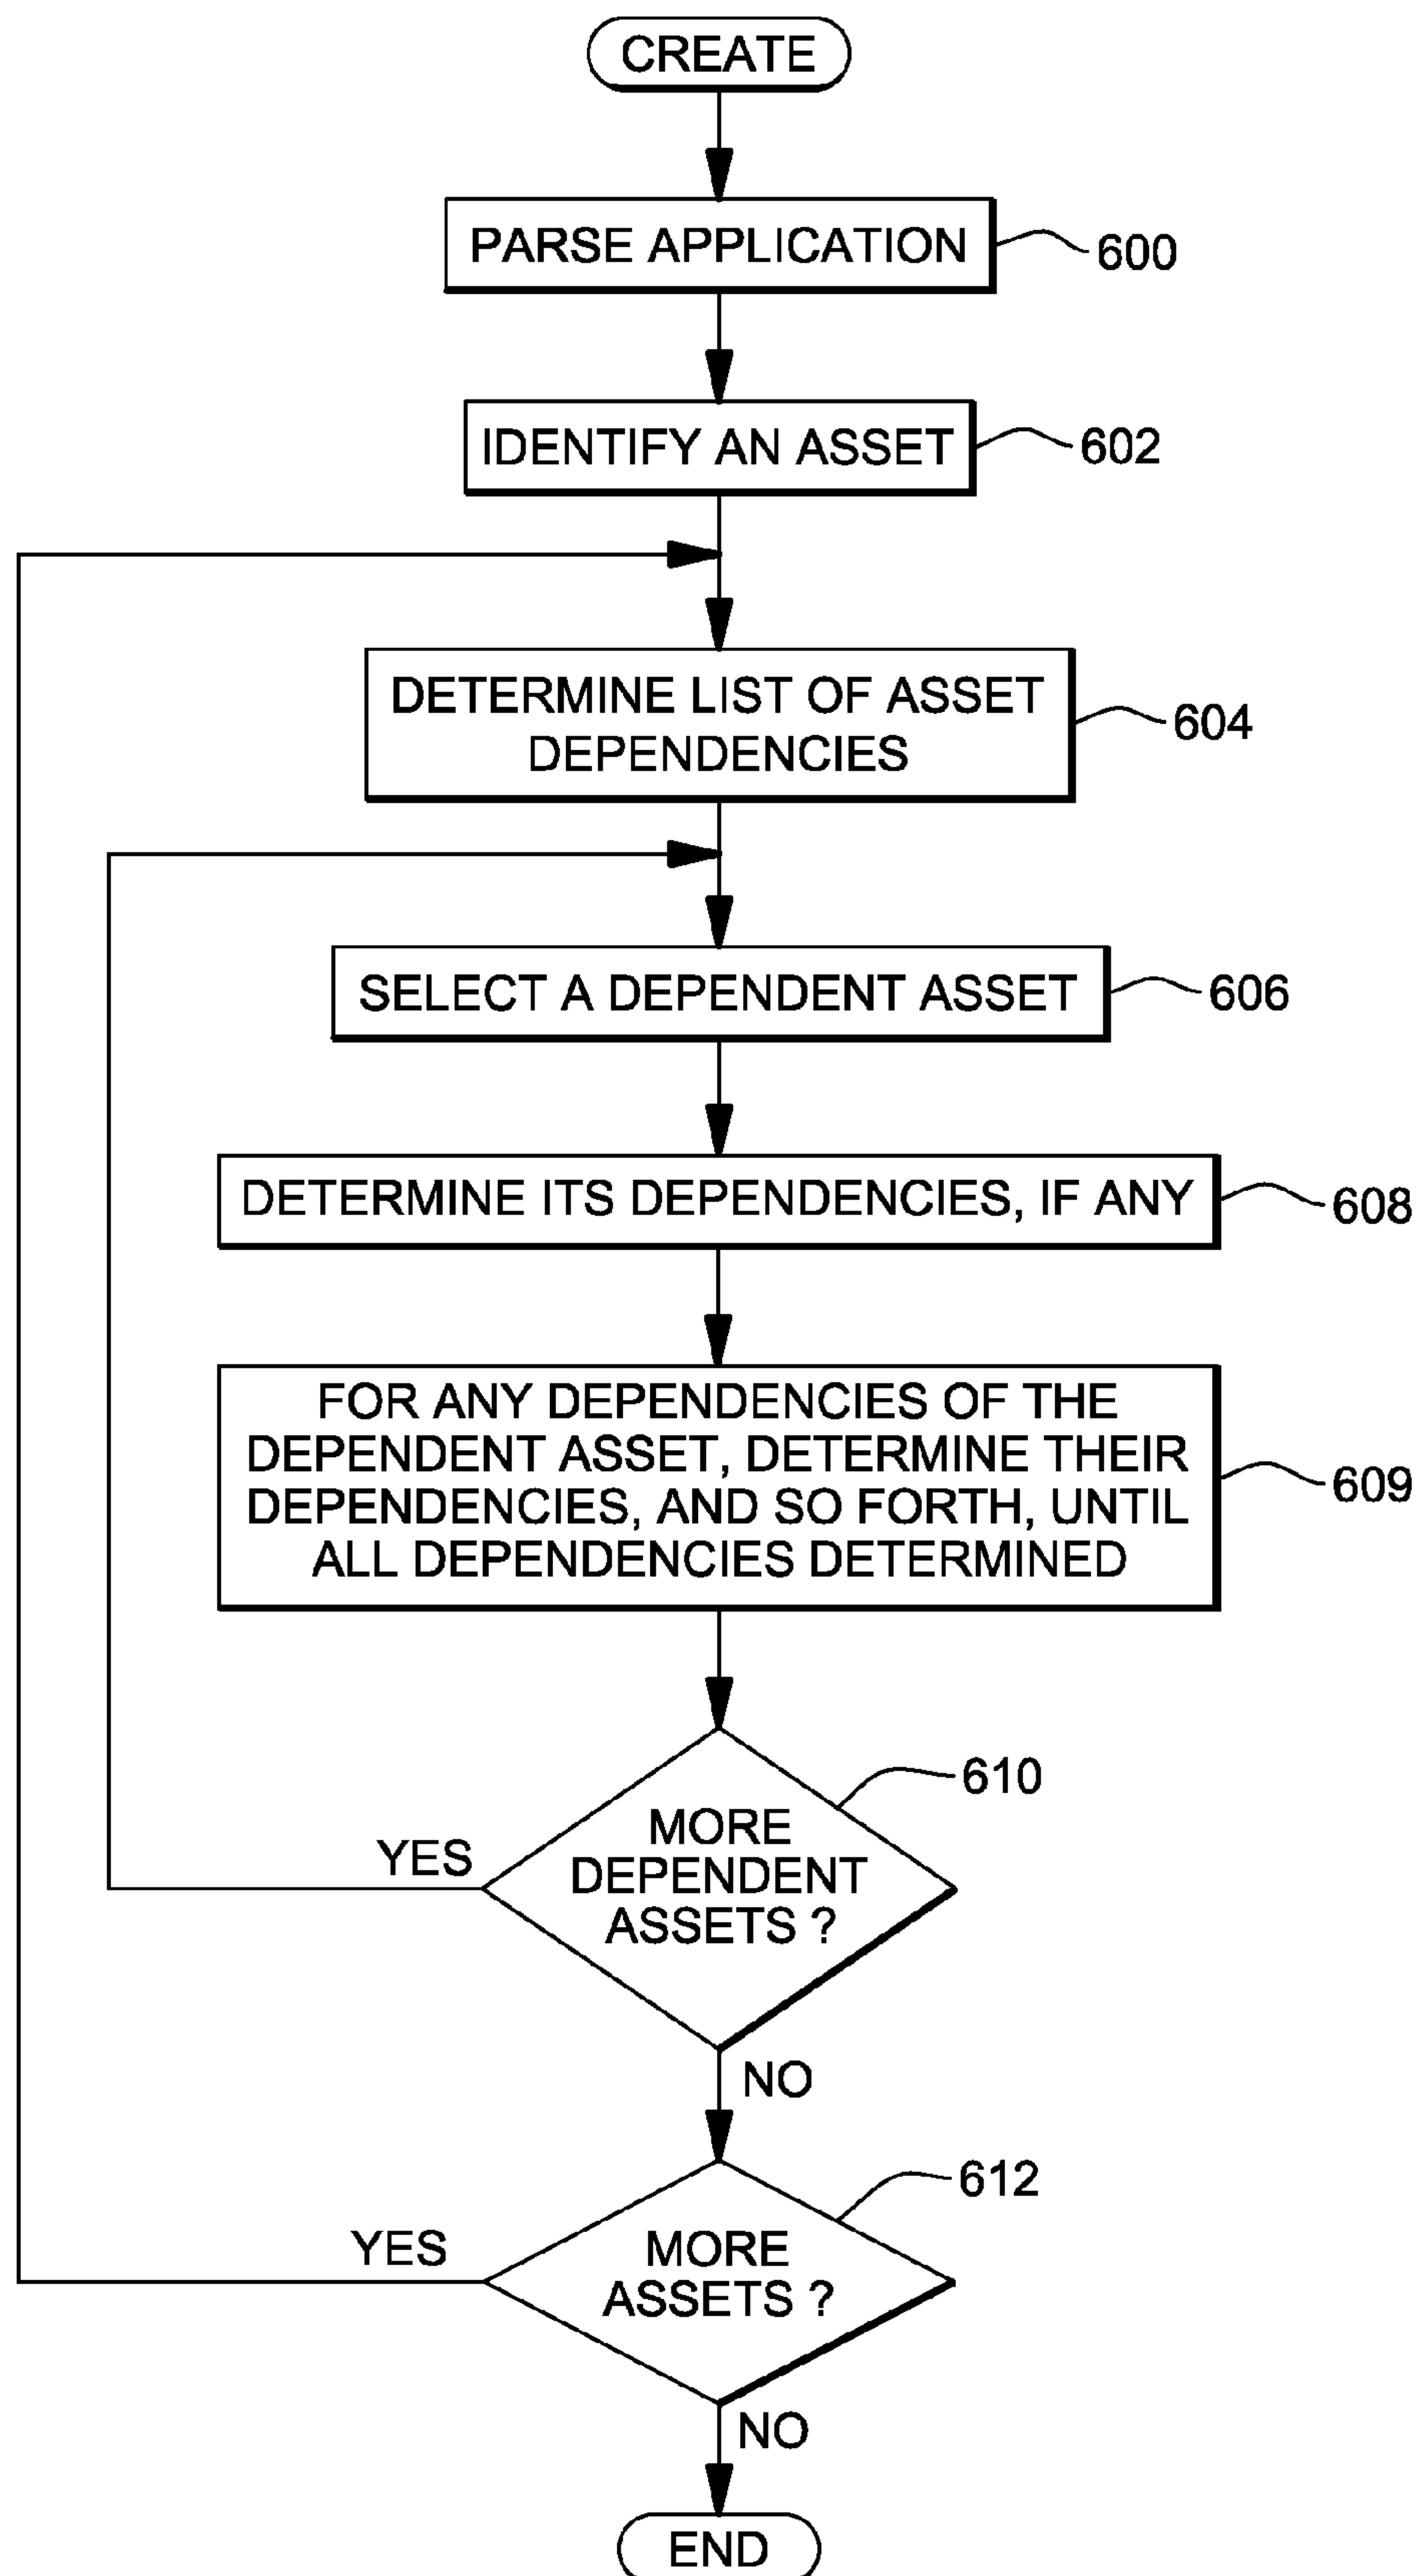 CREATE
PARSE APPLICATION
600
IDENTIFY AN ASSET
602
DETERMINE LIST OF ASSET
DEPENDENCIES
604
SELECT A DEPENDENT ASSET
606
DETERMINE ITS DEPENDENCIES, IF ANY
608
FOR ANY DEPENDENCIES OF THE
DEPENDENT ASSET, DETERMINE THEIR
DEPENDENCIES, AND SO FORTH, UNTIL
ALL DEPENDENCIES DETERMINED
609
610
MORE
DEPENDENT
ASSETS ?
YES
NO
612
MORE
ASSETS ?
YES
NO
END